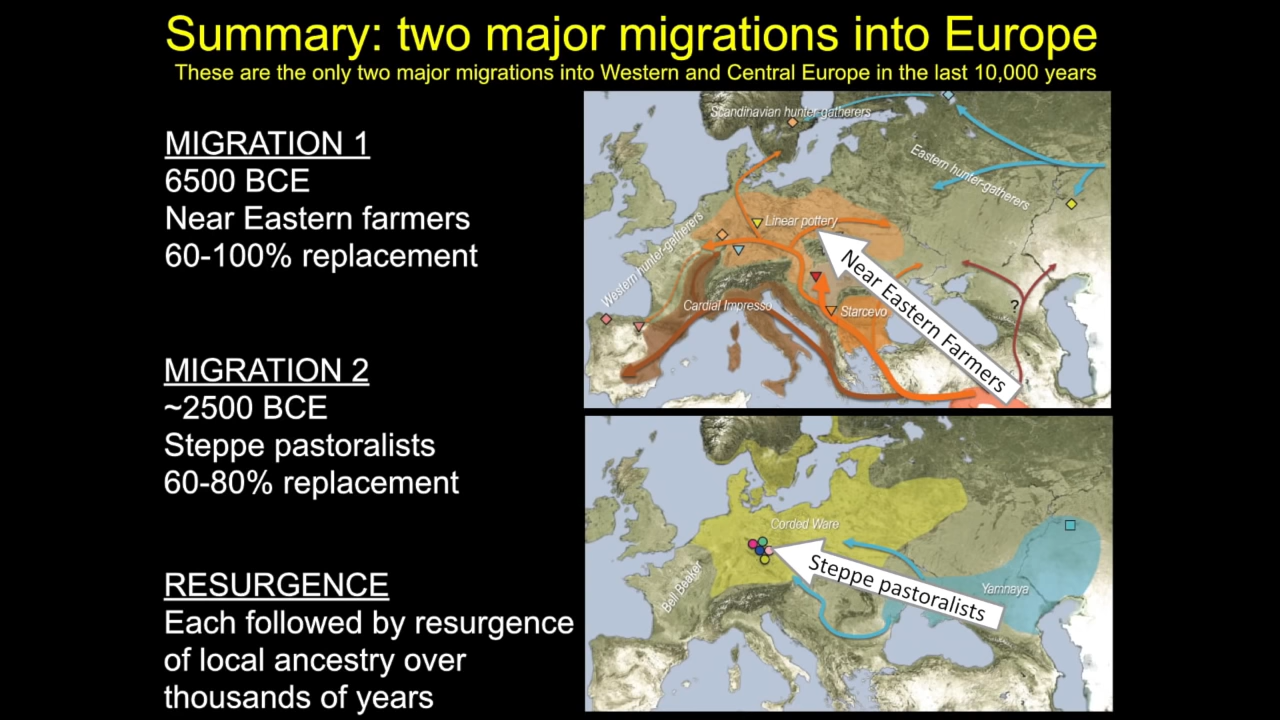 Summary: two major migrations into Europe
These are the only two major migrations into Western and Central Europe in the last 10,000 years
MIGRATION 1
6500 BCE
Near Eastern farmers
60-100% replacement
MIGRATION 2
~2500 BCE
Steppe pastoralists
60-80% replacement
RESURGENCE
Each followed by resurgence
of local ancestry over
thousands of years
Scandinavian hunter-gatherers
Eastern hunter-gatherers
Western hunter-gatherers
Linear pottery
Near Eastern Farmers
Cardial Impresso
Starcevo
?
Corded Ware
Bell Beaker
Steppe pastoralists
Yamnaya